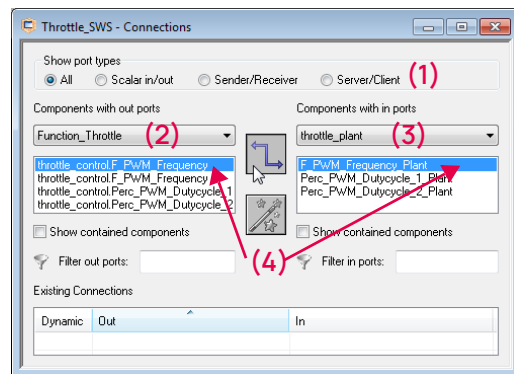 Throttle_SWS - Connections
Show port types
All Scalar in/out Sender/Receiver Server/Client (1)
Components with out ports Components with in ports
Function_Throttle (2) throttle_plant (3)
throttle_control.F_PWM_Frequency F_PWM_Frequency_Plant
throttle_control.F_PWM_Frequency Perc_PWM_Dutycycle_1_Plant
throttle_control.Perc_PWM_Dutycycle_1 Perc_PWM_Dutycycle_2_Plant
throttle_control.Perc_PWM_Dutycycle_2
Show contained components Show contained components
(4)
Filter out ports: Filter in ports:
Existing Connections
Dynamic Out In